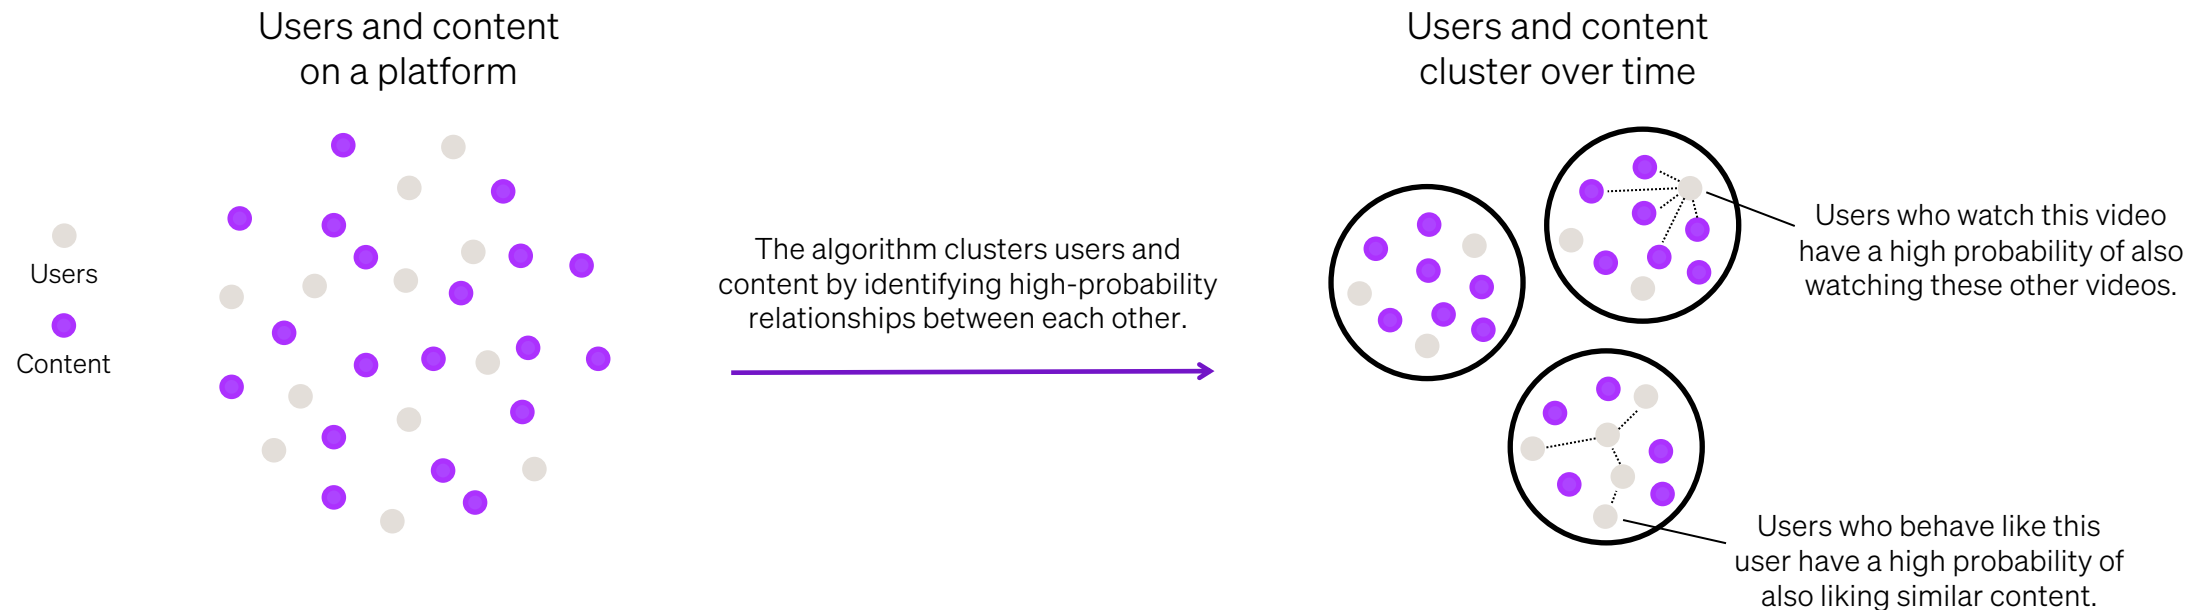 Users and content
on a platform
Users
Content
The algorithm clusters users and
content by identifying high-probability
relationships between each other.
Users and content
cluster over time
Users who watch this video
have a high probability of also
watching these other videos.
Users who behave like this
user have a high probability of
also liking similar content.